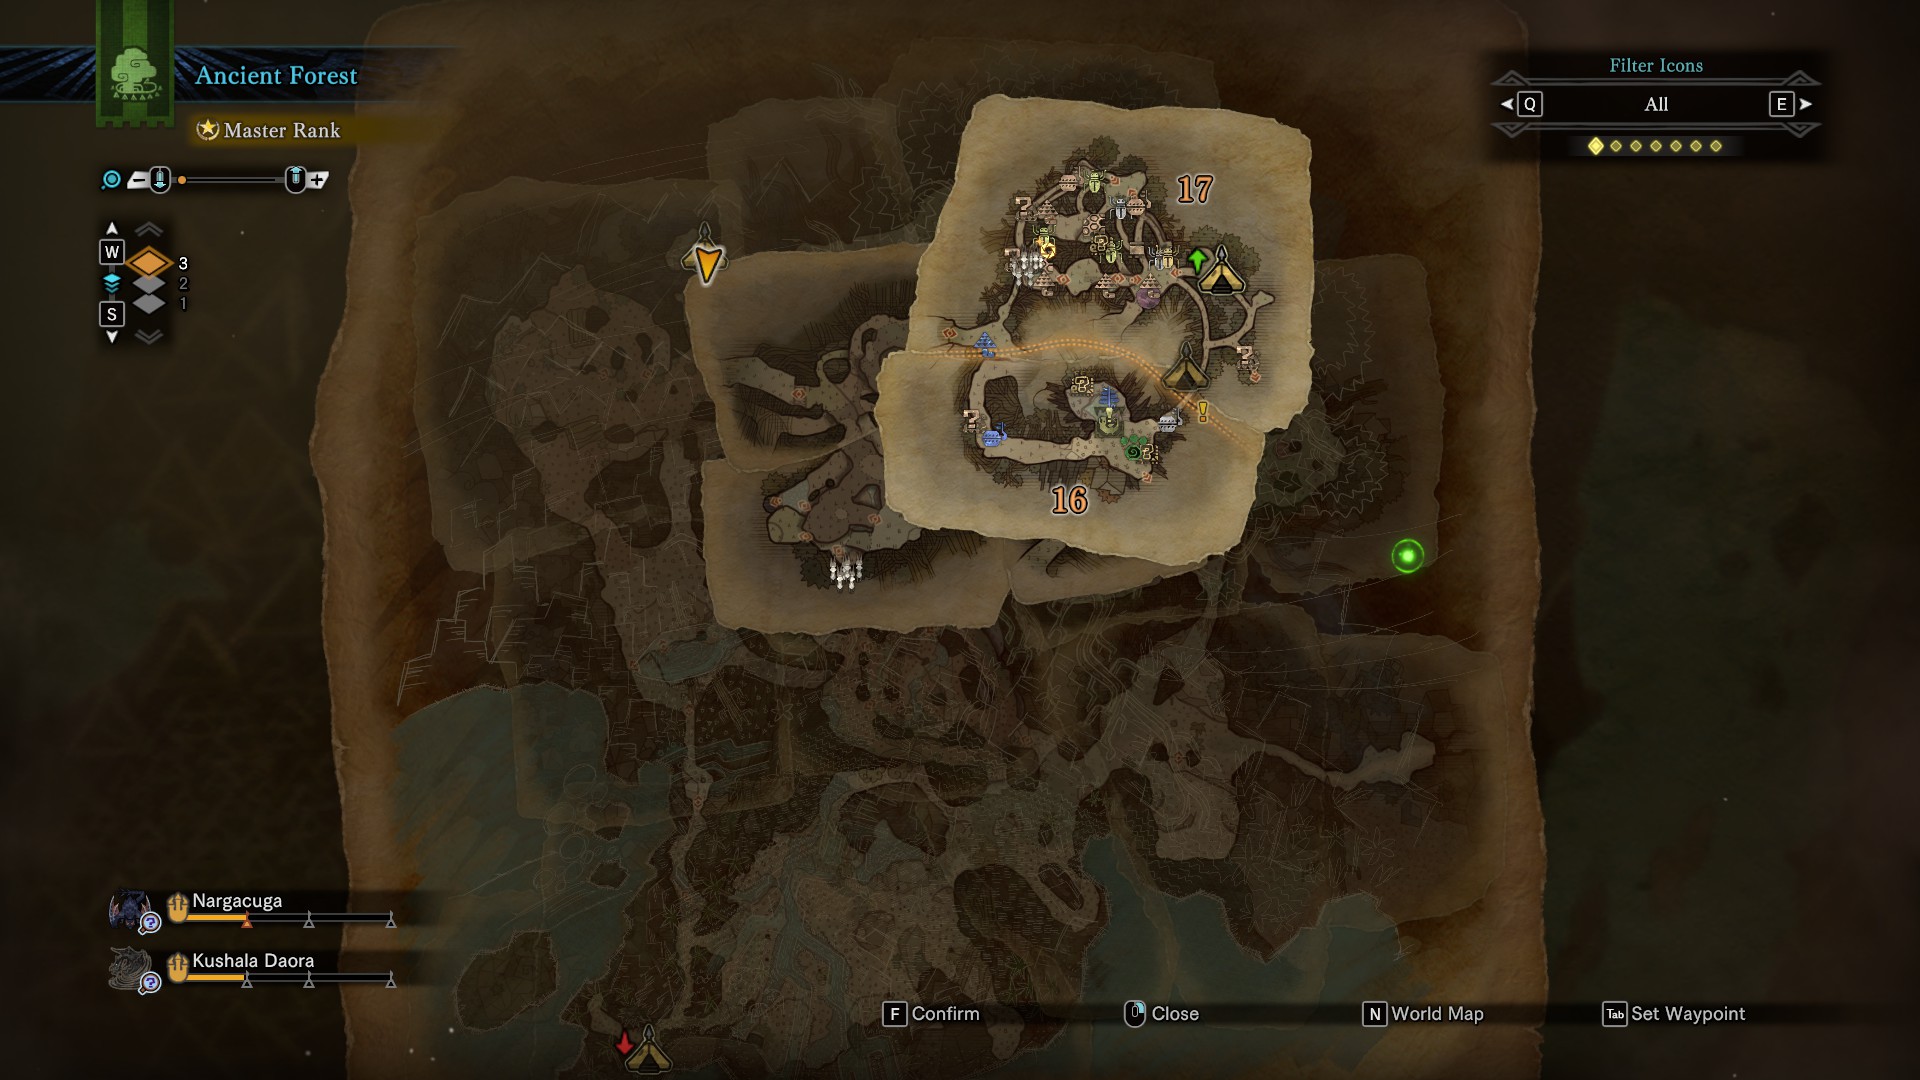 Ancient Forest
Master Rank
Filter Icons
Q All E
W
3
2
1
S
17
16
Nargacuga
Kushala Daora
F Confirm
Close
N World Map
Tab Set Waypoint